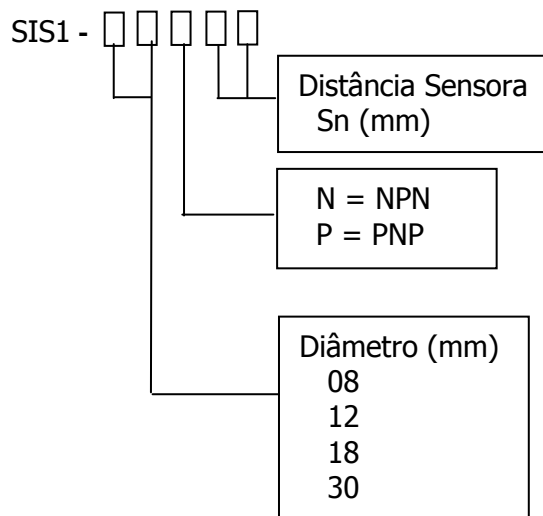 SIS1 -
Distância Sensora
Sn (mm)
N = NPN
P = PNP
Diâmetro (mm)
08
12
18
30